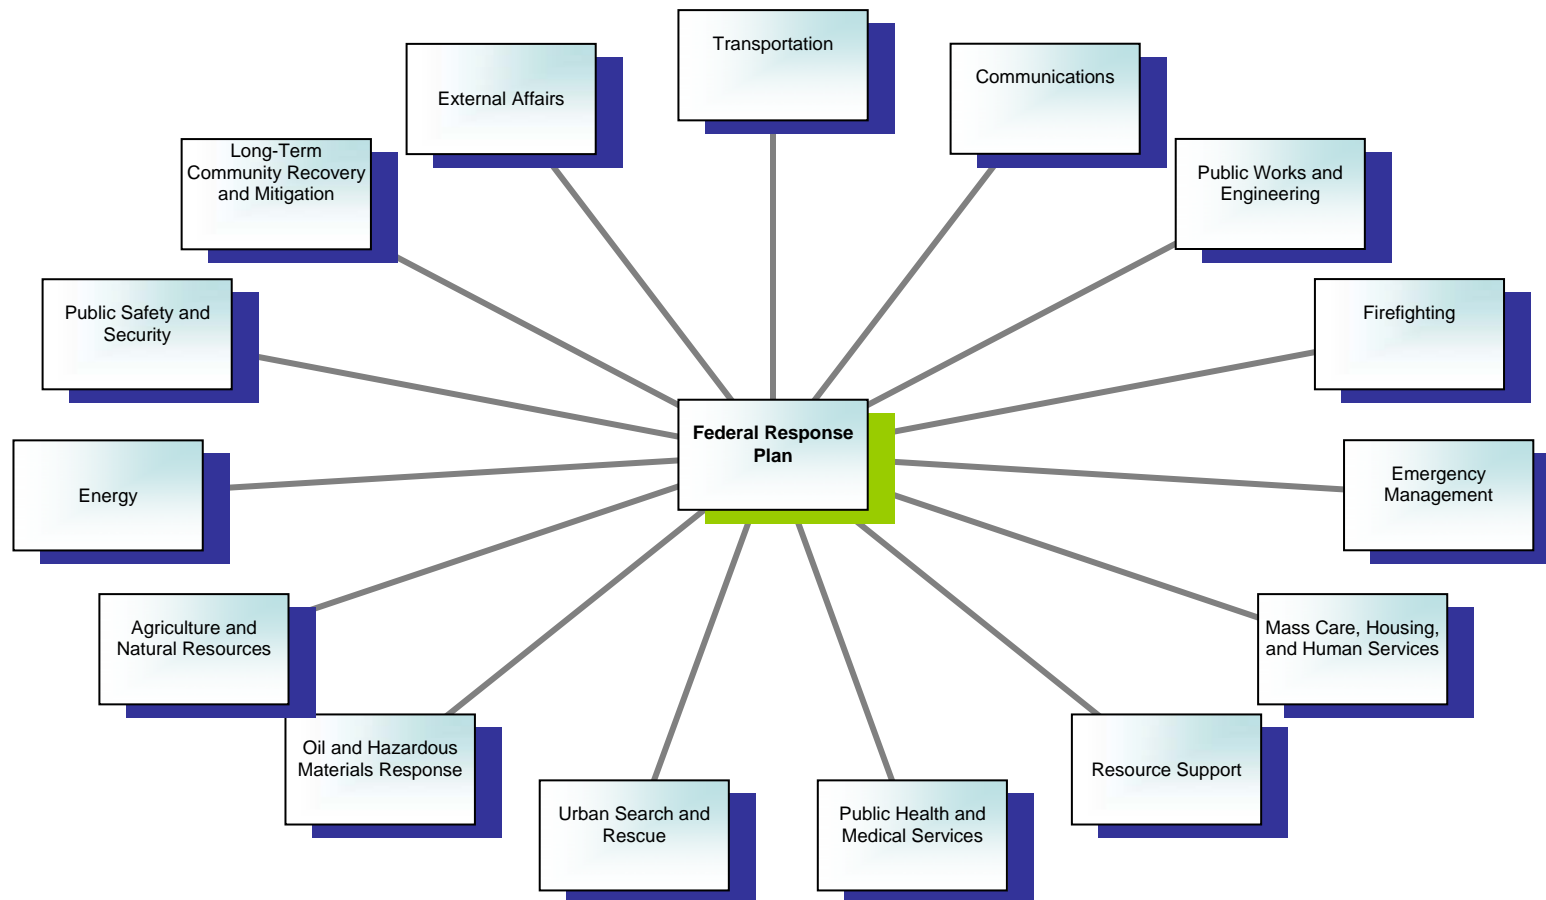 Transportation
Communications
External Affairs
Public Works and
Engineering
Long-Term
Community Recovery
and Mitigation
Firefighting
Public Safety and
Security
Federal Response
Plan
Emergency
Management
Energy
Mass Care, Housing,
and Human Services
Agriculture and
Natural Resources
Resource Support
Oil and Hazardous
Materials Response
Public Health and
Medical Services
Urban Search and
Rescue